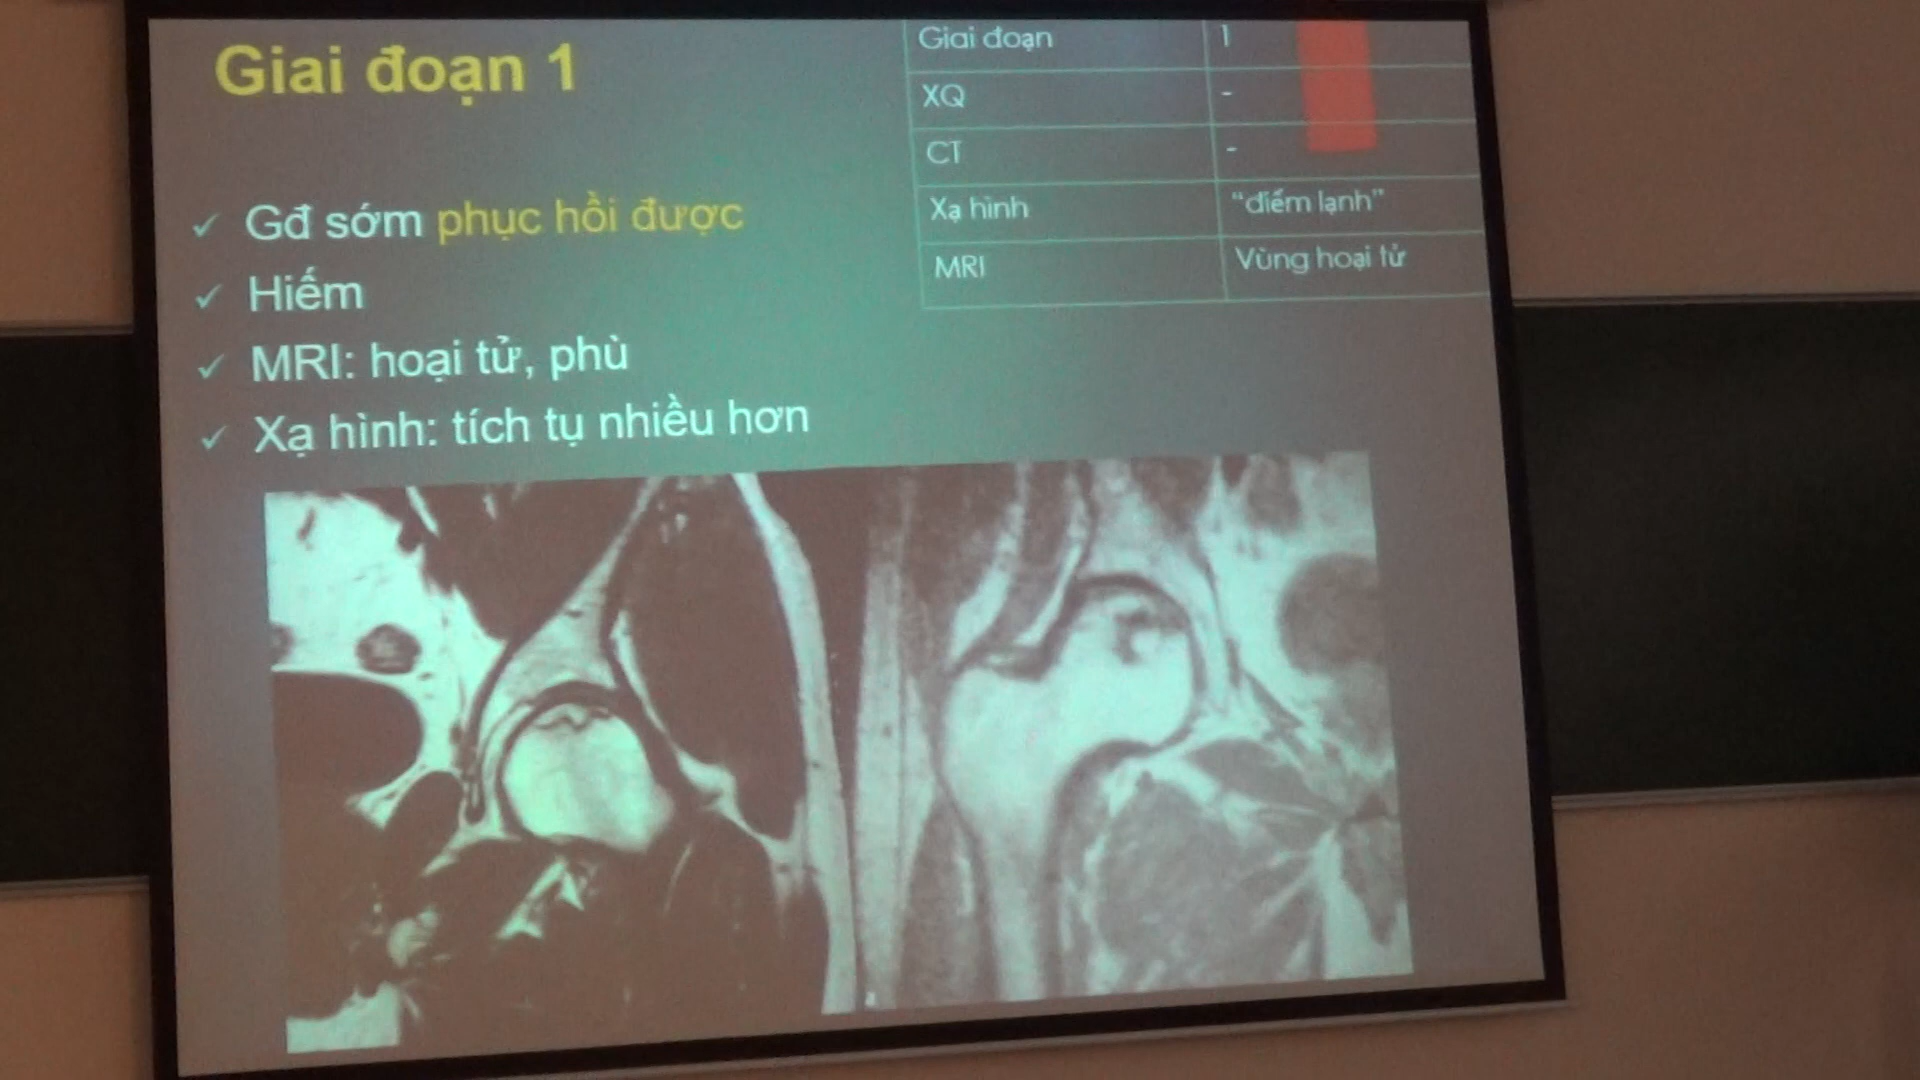 Giai đoạn 1
✓ Gđ sớm phục hồi được
✓ Hiếm
✓ MRI: hoại tử, phù
✓ Xạ hình: tích tụ nhiều hơn
Giai đoạn 1
XQ -
CT -
Xạ hình “điểm lạnh”
MRI Vùng hoại tử